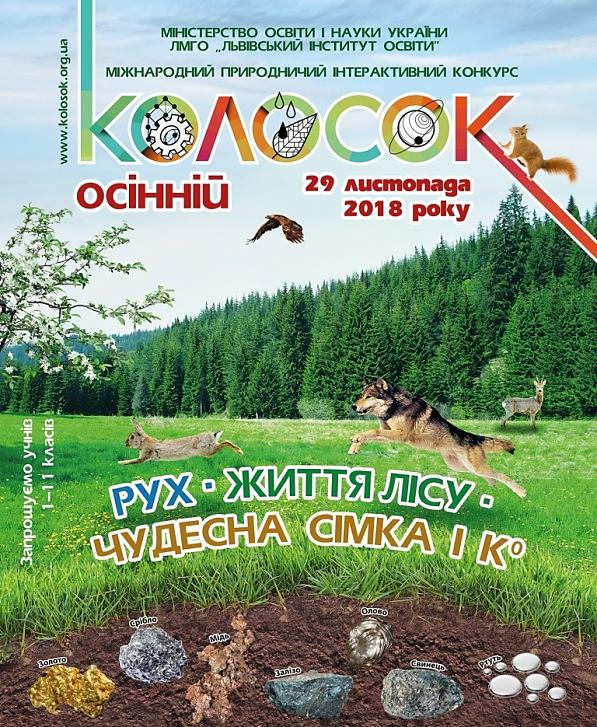 МІНІСТЕРСТВО ОСВІТИ І НАУКИ УКРАЇНИ
ЛМГО „ЛЬВІВСЬКИЙ ІНСТИТУТ ОСВІТИ"
МІЖНАРОДНИЙ ПРИРОДНИЧИЙ ІНТЕРАКТИВНИЙ КОНКУРС
www.kolosok.org.ua
КОЛОСОК
ОСІННІЙ
29 листопада
2018 року
Запрошуємо учнів
1–11 класів
РУХ · ЖИТТЯ ЛІСУ ·
ЧУДЕСНА СІМКА І Кº
Золото
Срібло
Мідь
Залізо
Олово
Свинець
Ртуть